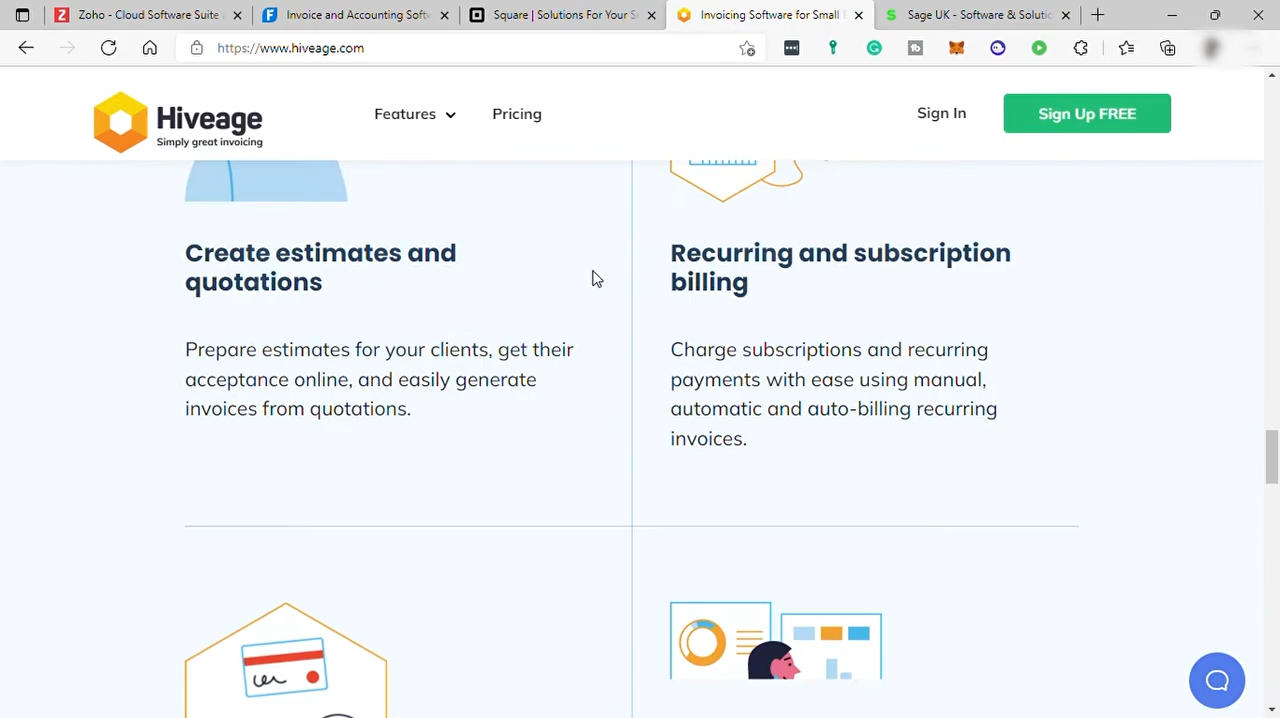 Zoho - Cloud Software Suite
Invoice and Accounting Softw
Square | Solutions For Your S
Invoicing Software for Small
Sage UK - Software & Solutio
https://www.hiveage.com
Hiveage
Simply great invoicing
Features
Pricing
Sign In
Sign Up FREE
Create estimates and
quotations
Prepare estimates for your clients, get their
acceptance online, and easily generate
invoices from quotations.
Recurring and subscription
billing
Charge subscriptions and recurring
payments with ease using manual,
automatic and auto-billing recurring
invoices.